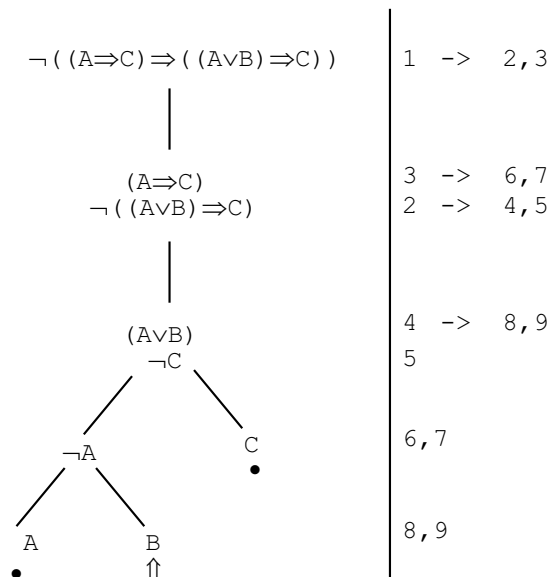 ¬((A⇒C)⇒((A∨B)⇒C)) 1 -> 2,3
(A⇒C) 3 -> 6,7
¬((A∨B)⇒C) 2 -> 4,5
(A∨B) 4 -> 8,9
¬C 5
¬A C 6,7
•
A B 8,9
• ⇑